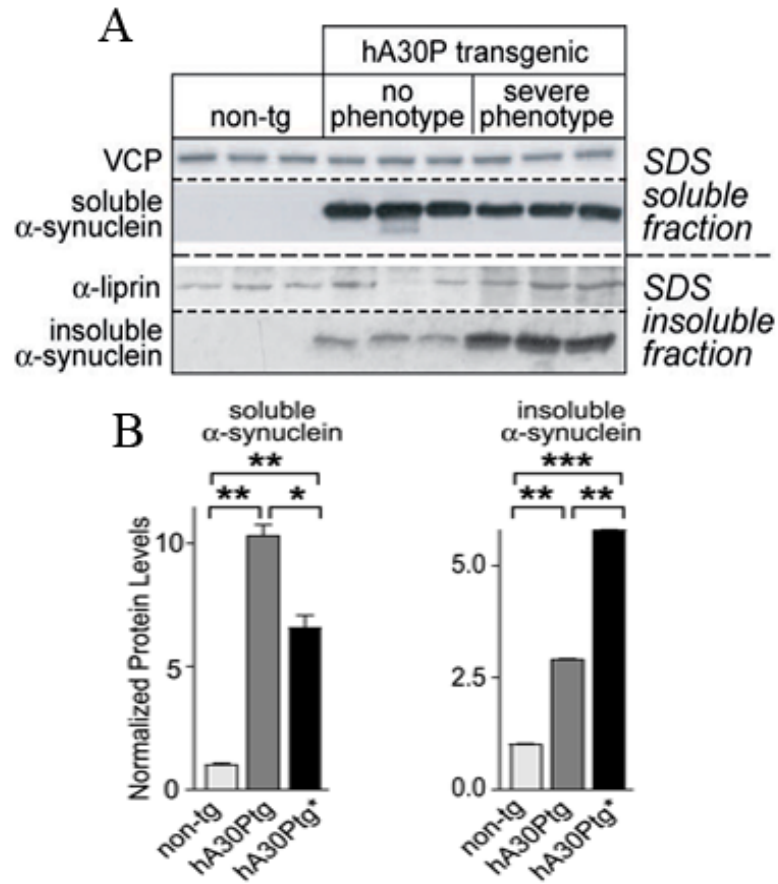 A
hA30P transgenic
non-tg
no phenotype
severe phenotype
VCP
soluble α-synuclein
SDS soluble fraction
α-liprin
insoluble α-synuclein
SDS insoluble fraction
B
soluble
α-synuclein
insoluble
α-synuclein
**
**
*
***
**
**
Normalized Protein Levels
10
5
0
5.0
2.5
0.0
non-tg
hA30Ptg
hA30Ptg*
non-tg
hA30Ptg
hA30Ptg*